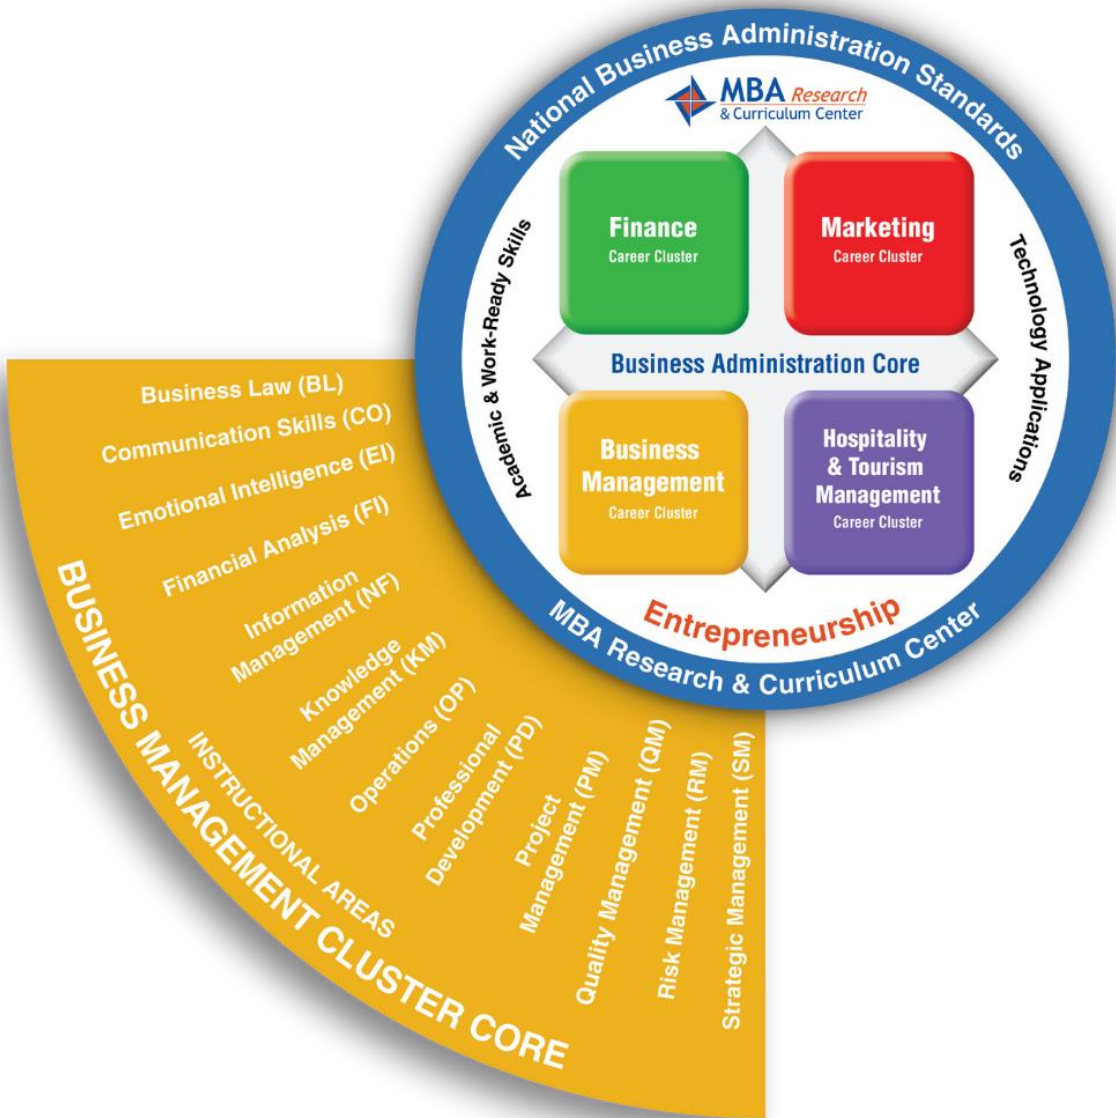 National Business Administration Standards
MBA Research
& Curriculum Center
Academic & Work-Ready Skills
Technology Applications
Finance
Career Cluster
Marketing
Career Cluster
Business Administration Core
Business
Management
Career Cluster
Hospitality
& Tourism
Management
Career Cluster
Entrepreneurship
MBA Research & Curriculum Center
Business Law (BL)
Communication Skills (CO)
Emotional Intelligence (EI)
Financial Analysis (FI)
Information
Management (NF)
Knowledge
Management (KM)
Operations (OP)
Professional
Development (PD)
Project
Management (PM)
Quality Management (QM)
Risk Management (RM)
Strategic Management (SM)
INSTRUCTIONAL AREAS
BUSINESS MANAGEMENT CLUSTER CORE